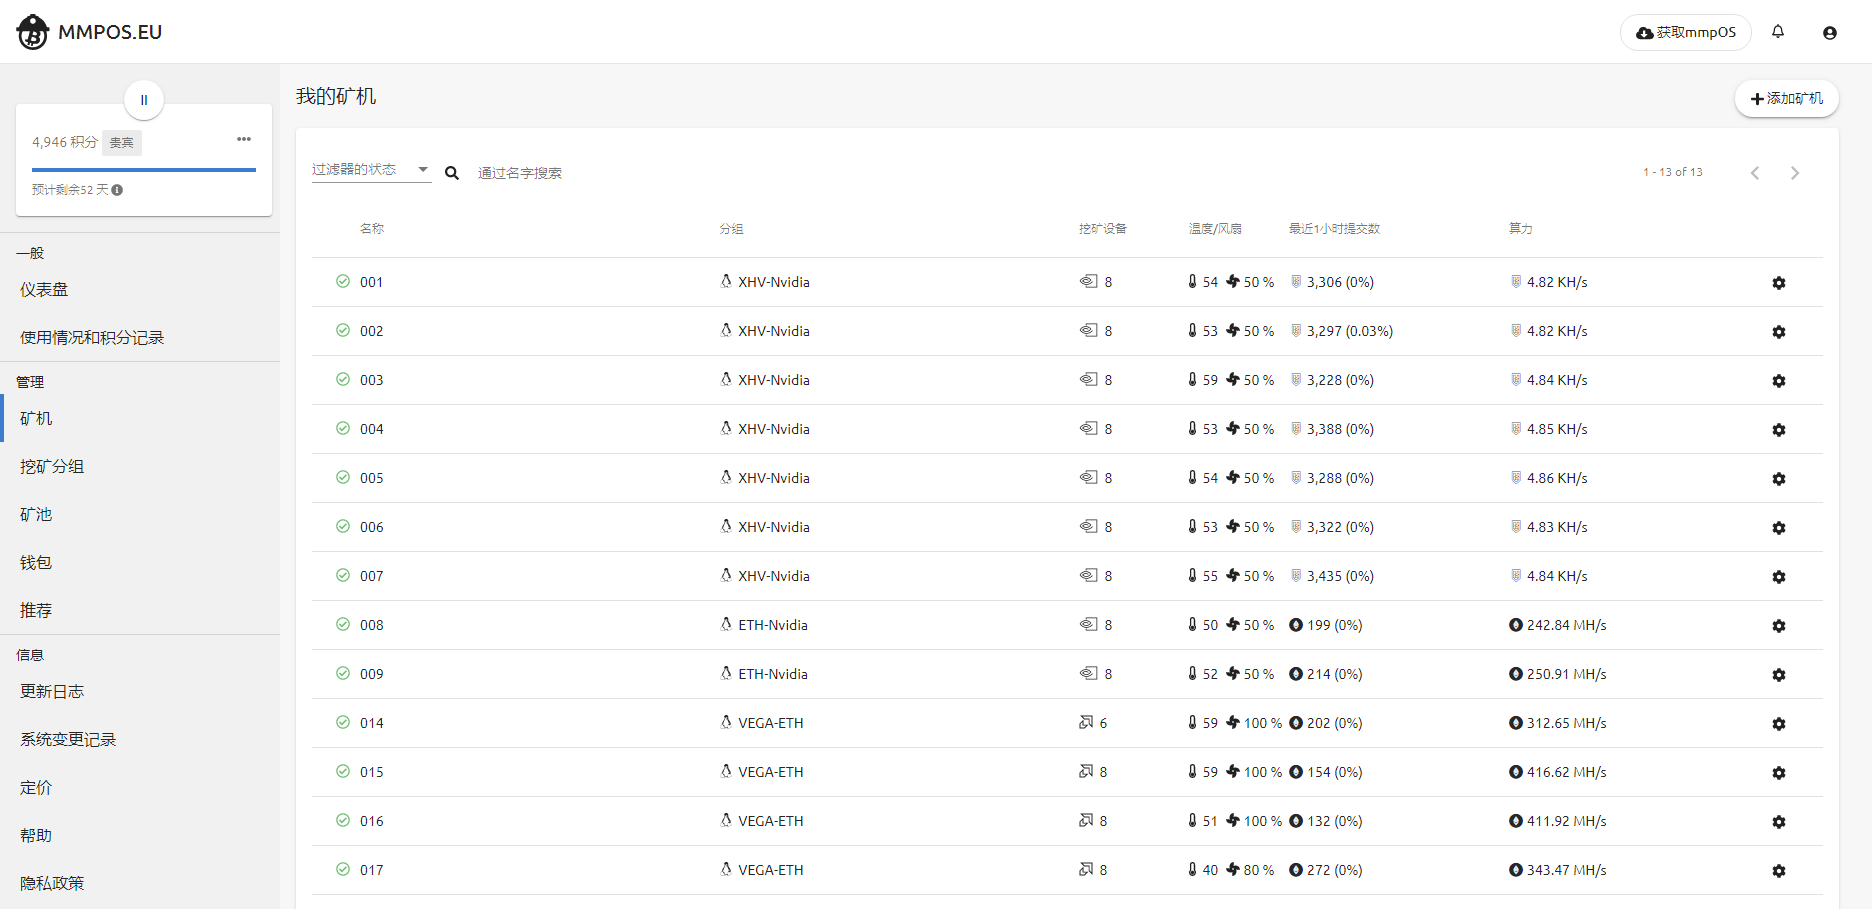 MMPOS.EU
获取mmpOS
4,946 积分 贵宾
预计剩余52 天
一般
仪表盘
使用情况和积分记录
管理
矿机
挖矿分组
矿池
钱包
推荐
信息
更新日志
系统变更记录
定价
帮助
隐私政策
我的矿机
添加矿机
过滤器的状态 通过名字搜索 1 - 13 of 13
名称 分组 挖矿设备 温度/风扇 最近1小时提交数 算力
001 XHV-Nvidia 8 54 50 % 3,306 (0%) 4.82 KH/s
002 XHV-Nvidia 8 53 50 % 3,297 (0.03%) 4.82 KH/s
003 XHV-Nvidia 8 59 50 % 3,228 (0%) 4.84 KH/s
004 XHV-Nvidia 8 53 50 % 3,388 (0%) 4.85 KH/s
005 XHV-Nvidia 8 54 50 % 3,288 (0%) 4.86 KH/s
006 XHV-Nvidia 8 53 50 % 3,322 (0%) 4.83 KH/s
007 XHV-Nvidia 8 55 50 % 3,435 (0%) 4.84 KH/s
008 ETH-Nvidia 8 50 50 % 199 (0%) 242.84 MH/s
009 ETH-Nvidia 8 52 50 % 214 (0%) 250.91 MH/s
014 VEGA-ETH 6 59 100 % 202 (0%) 312.65 MH/s
015 VEGA-ETH 8 59 100 % 154 (0%) 416.62 MH/s
016 VEGA-ETH 8 51 100 % 132 (0%) 411.92 MH/s
017 VEGA-ETH 8 40 80 % 272 (0%) 343.47 MH/s